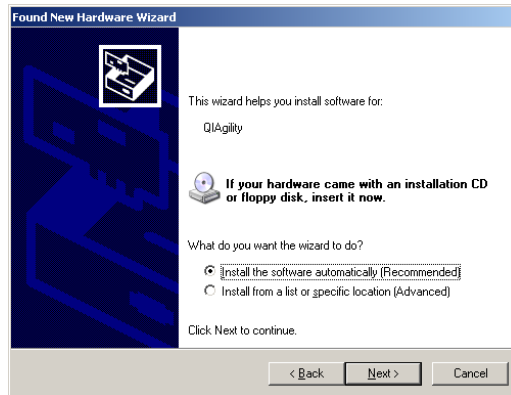 Found New Hardware Wizard
This wizard helps you install software for:
QIAgility
If your hardware came with an installation CD
or floppy disk, insert it now.
What do you want the wizard to do?
Install the software automatically (Recommended)
Install from a list or specific location (Advanced)
Click Next to continue.
< Back Next > Cancel